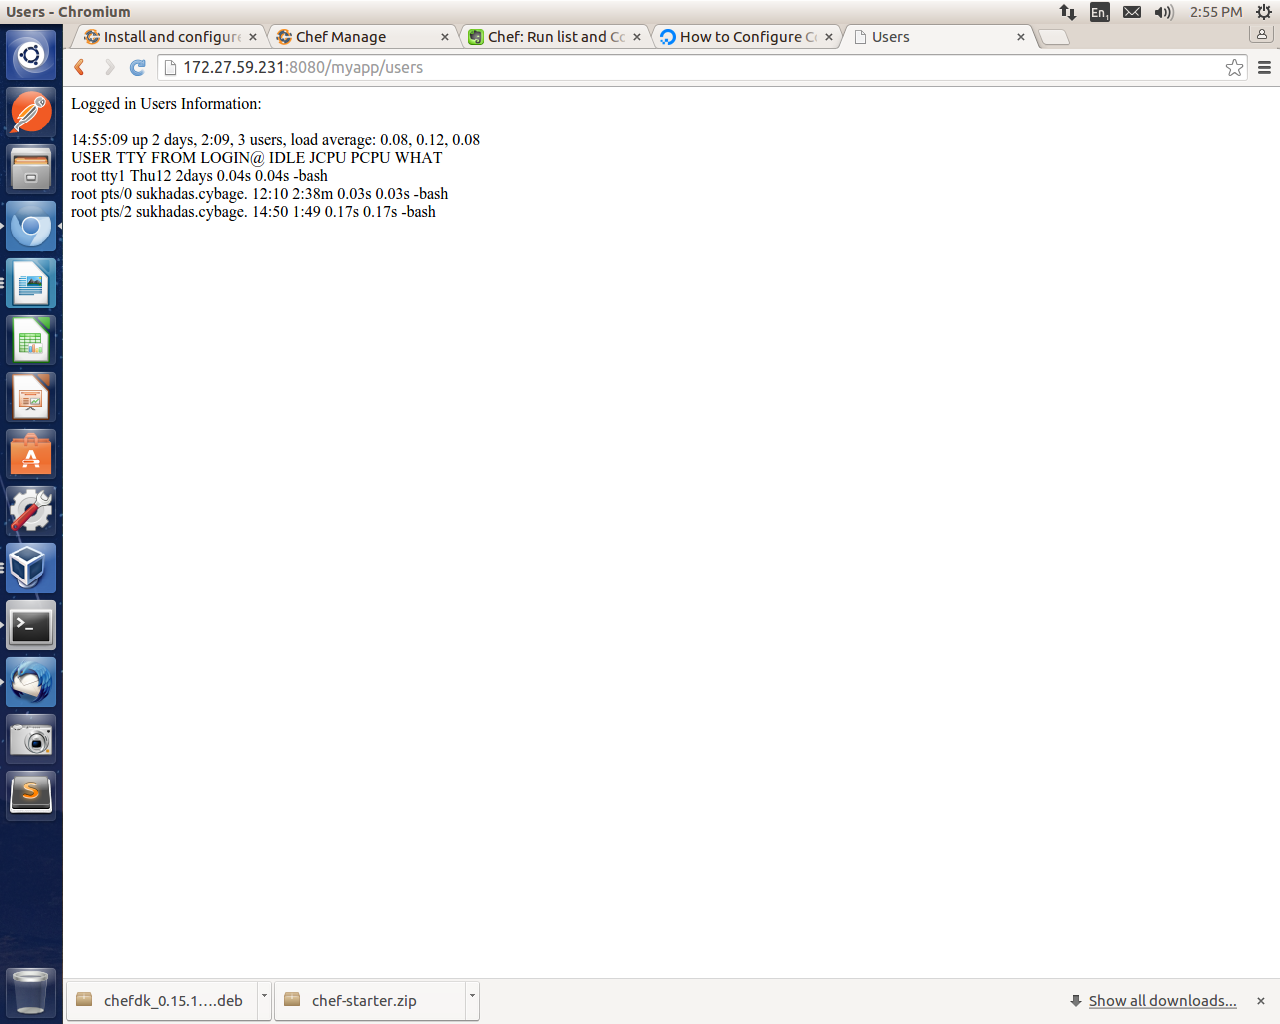 Users - Chromium
En1
2:55 PM
Install and configure
Chef Manage
Chef: Run list and Co
How to Configure Co
Users
172.27.59.231:8080/myapp/users
Logged in Users Information:
14:55:09 up 2 days, 2:09, 3 users, load average: 0.08, 0.12, 0.08
USER TTY FROM LOGIN@ IDLE JCPU PCPU WHAT
root tty1 Thu12 2days 0.04s 0.04s -bash
root pts/0 sukhadas.cybage. 12:10 2:38m 0.03s 0.03s -bash
root pts/2 sukhadas.cybage. 14:50 1:49 0.17s 0.17s -bash
chefdk_0.15.1....deb
chef-starter.zip
Show all downloads...